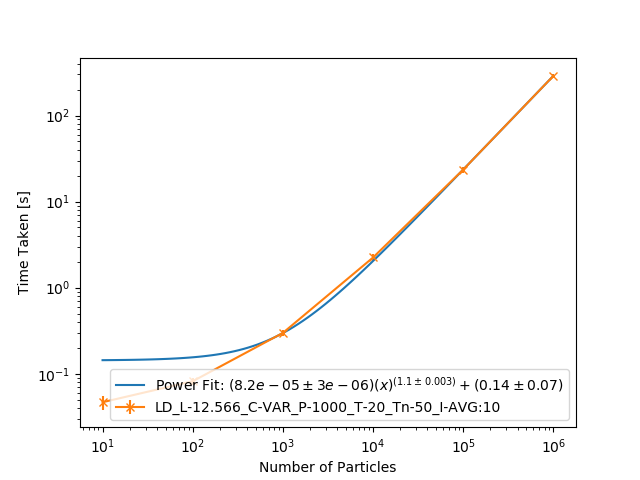 10²
10¹
10⁰
10⁻¹
Time Taken [s]
Power Fit: (8.2e − 05 ± 3e − 06)(x)⁽¹·¹ ± ⁰·⁰⁰³⁾ + (0.14 ± 0.07)
LD_L-12.566_C-VAR_P-1000_T-20_Tn-50_I-AVG:10
10¹ 10² 10³ 10⁴ 10⁵ 10⁶
Number of Particles